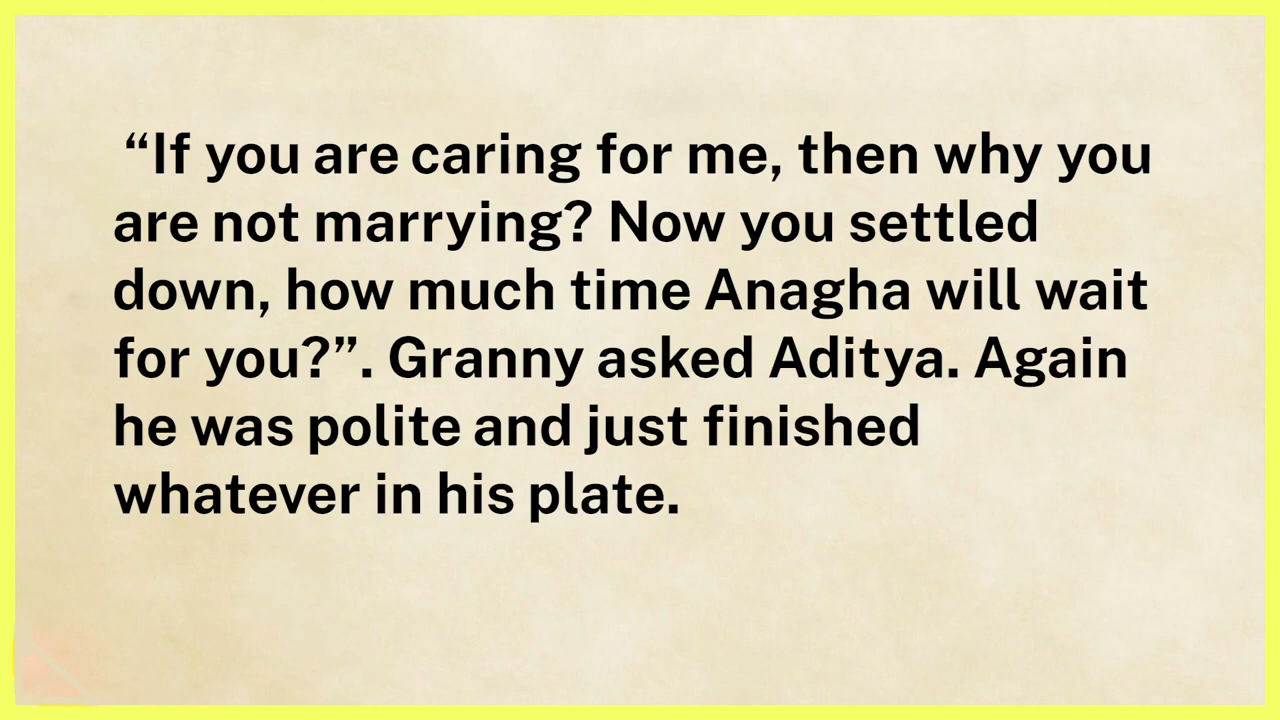 “If you are caring for me, then why you
are not marrying? Now you settled
down, how much time Anagha will wait
for you?”. Granny asked Aditya. Again
he was polite and just finished
whatever in his plate.